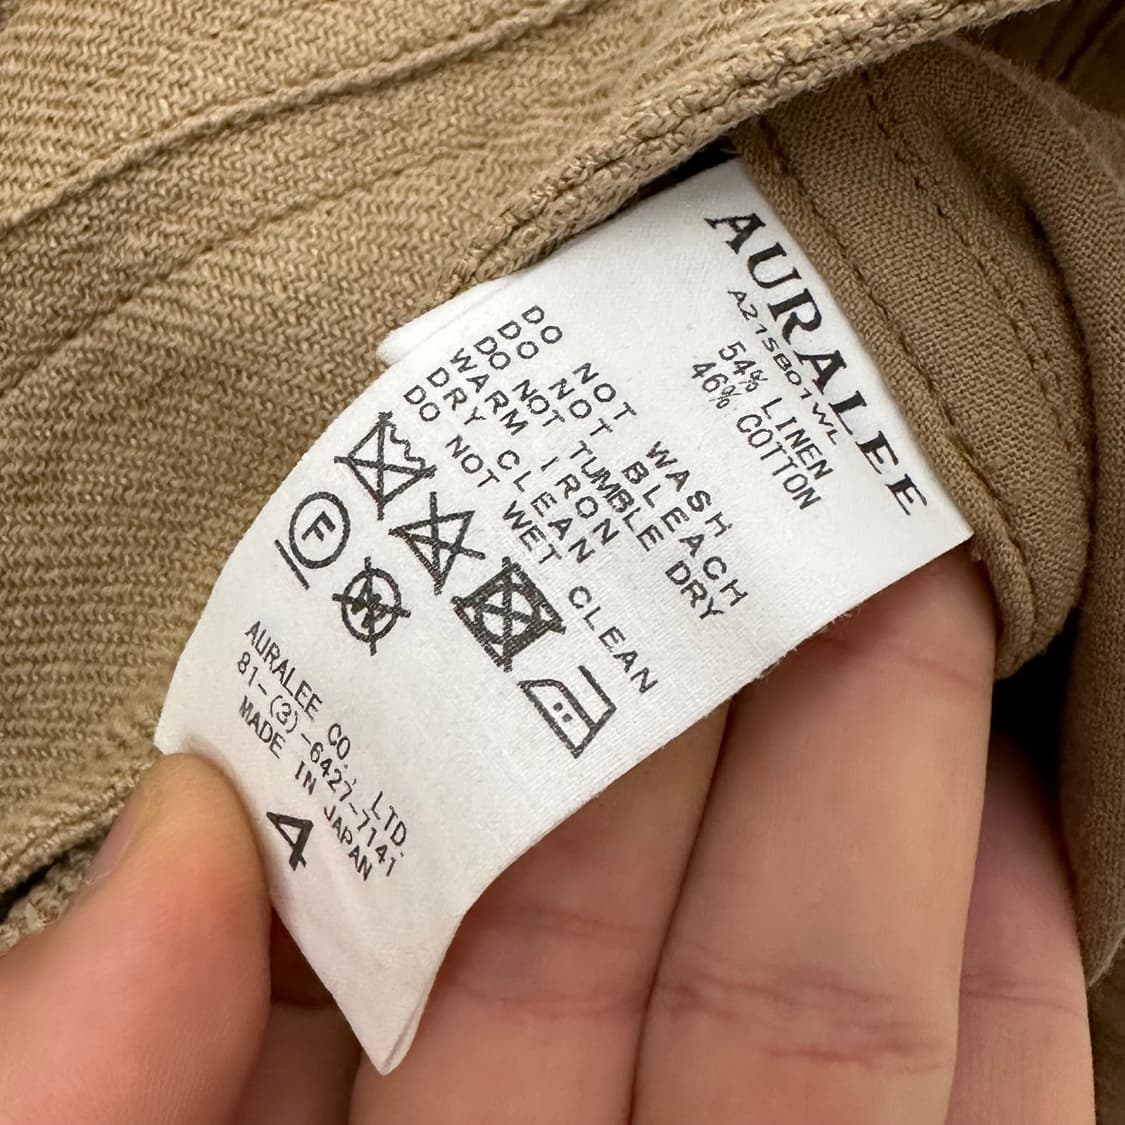 AURALEE
A21SB01WL
54% LINEN
46% COTTON
DO NOT WASH
DO NOT BLEACH
DO NOT TUMBLE DRY
WARM IRON
DRY CLEAN
DO NOT WET CLEAN
F
W
AURALEE CO., LTD.
81-(3)-6427-7141
MADE IN JAPAN
4